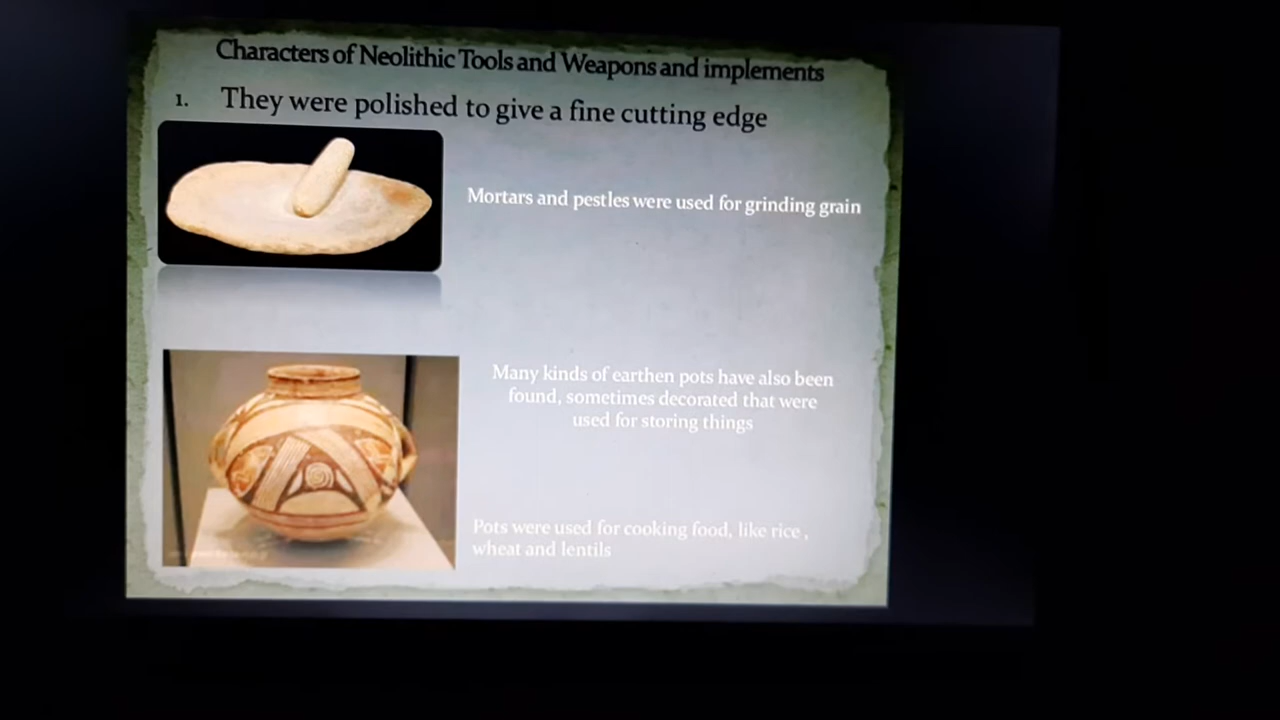 Characters of Neolithic Tools and Weapons and implements
1. They were polished to give a fine cutting edge
Mortars and pestles were used for grinding grain
Many kinds of earthen pots have also been
found, sometimes decorated that were
used for storing things
Pots were used for cooking food, like rice ,
wheat and lentils